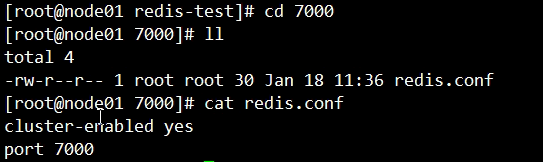 [root@node01 redis-test]# cd 7000
[root@node01 7000]# ll
total 4
-rw-r--r-- 1 root root 30 Jan 18 11:36 redis.conf
[root@node01 7000]# cat redis.conf
cluster-enabled yes
port 7000